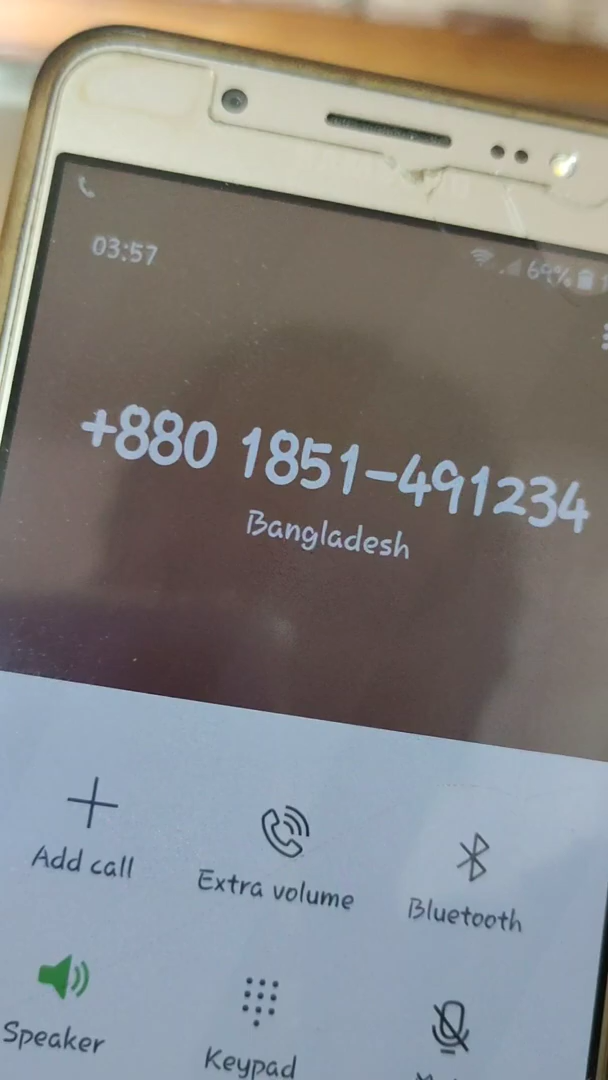 03:57
69%
+880 1851-491234
Bangladesh
Add call
Extra volume
Bluetooth
Speaker
Keypad